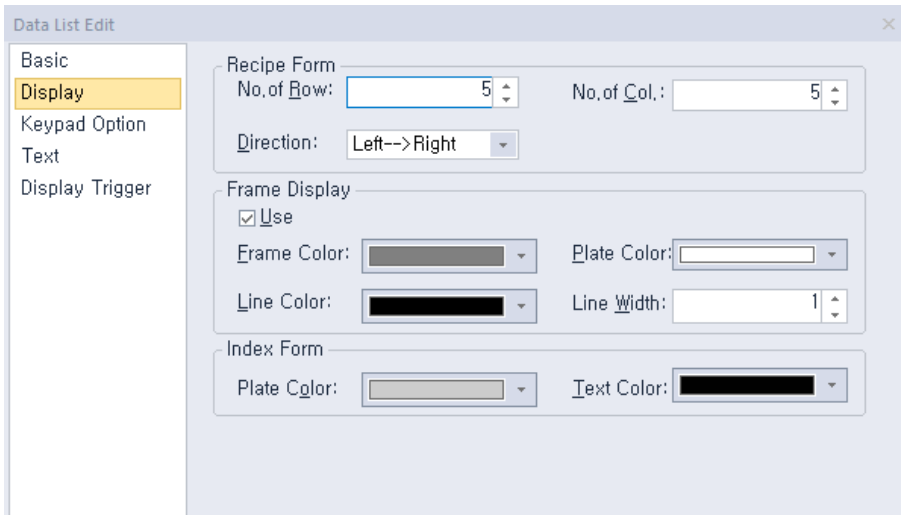 Data List Edit
Basic
Display
Keypad Option
Text
Display Trigger
Recipe Form
No.of Row: 5 No.of Col.: 5
Direction: Left-->Right
Frame Display
Use
Frame Color: Plate Color:
Line Color: Line Width: 1
Index Form
Plate Color: Text Color: